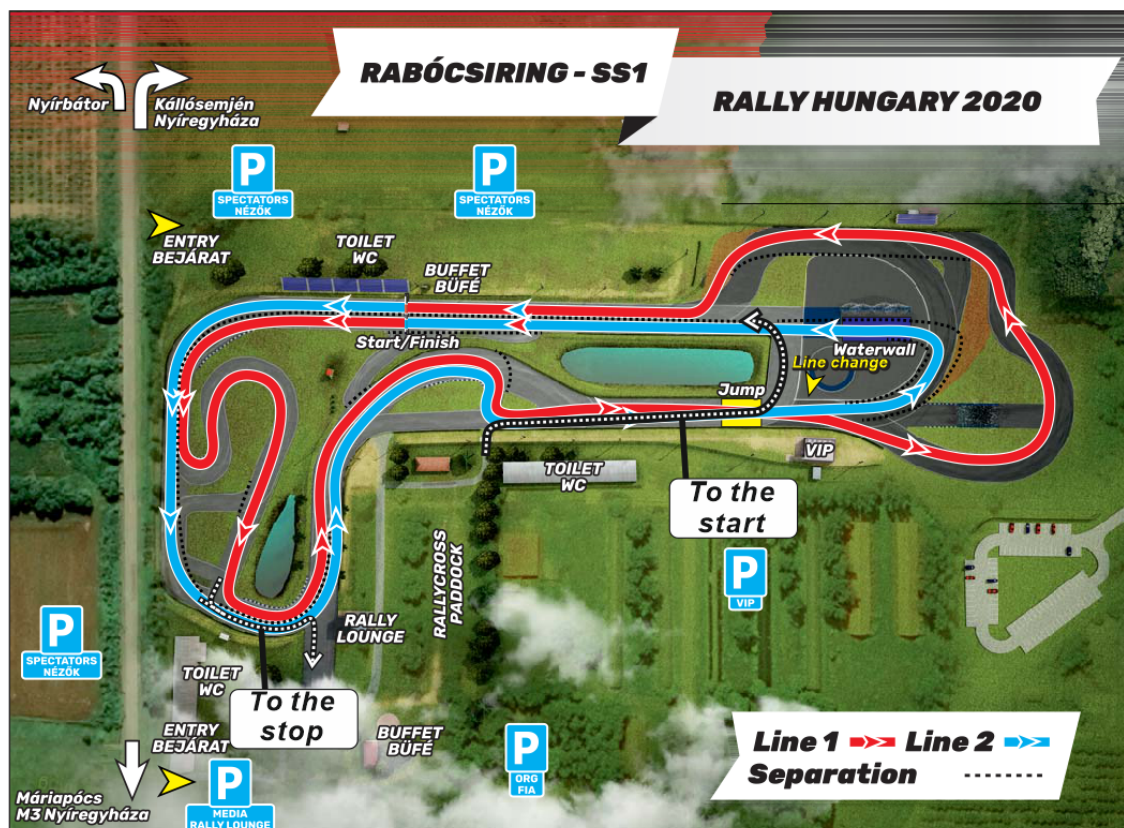 RABÓCSIRING - SS1
RALLY HUNGARY 2020
Nyírbátor
Kállósemjén
Nyíregyháza
P
SPECTATORS
NÉZŐK
P
SPECTATORS
NÉZŐK
ENTRY
BEJÁRAT
TOILET
WC
BUFFET
BÜFÉ
Start/Finish
Waterwall
Line change
Jump
VIP
TOILET
WC
To the
start
RALLYCROSS
PADDOCK
P
VIP
RALLY
LOUNGE
P
SPECTATORS
NÉZŐK
TOILET
WC
To the
stop
ENTRY
BEJÁRAT
BUFFET
BÜFÉ
P
ORG
FIA
P
MEDIA
RALLY LOUNGE
Máriapócs
M3 Nyíregyháza
Line 1 Line 2
Separation